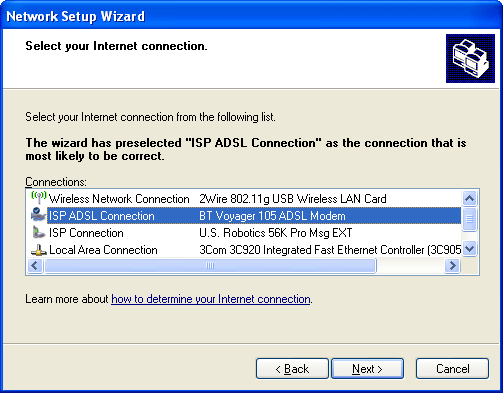 Network Setup Wizard
Select your Internet connection.
Select your Internet connection from the following list.
The wizard has preselected "ISP ADSL Connection" as the connection that is
most likely to be correct.
Connections:
Wireless Network Connection 2Wire 802.11g USB Wireless LAN Card
ISP ADSL Connection BT Voyager 105 ADSL Modem
ISP Connection U.S. Robotics 56K Pro Msg EXT
Local Area Connection 3Com 3C920 Integrated Fast Ethernet Controller (3C905
Learn more about how to determine your Internet connection.
< Back Next > Cancel